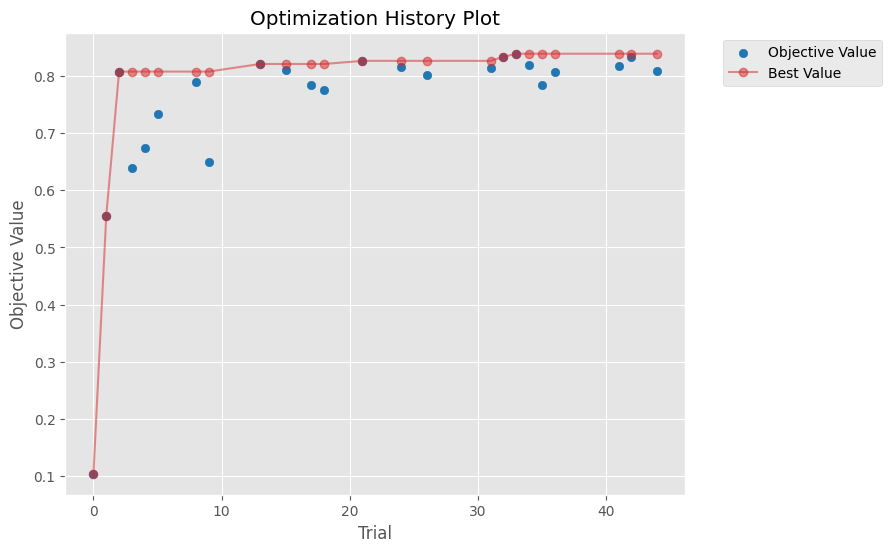 Optimization History Plot
Objective Value
Best Value
Objective Value
0.8
0.7
0.6
0.5
0.4
0.3
0.2
0.1
0 10 20 30 40
Trial